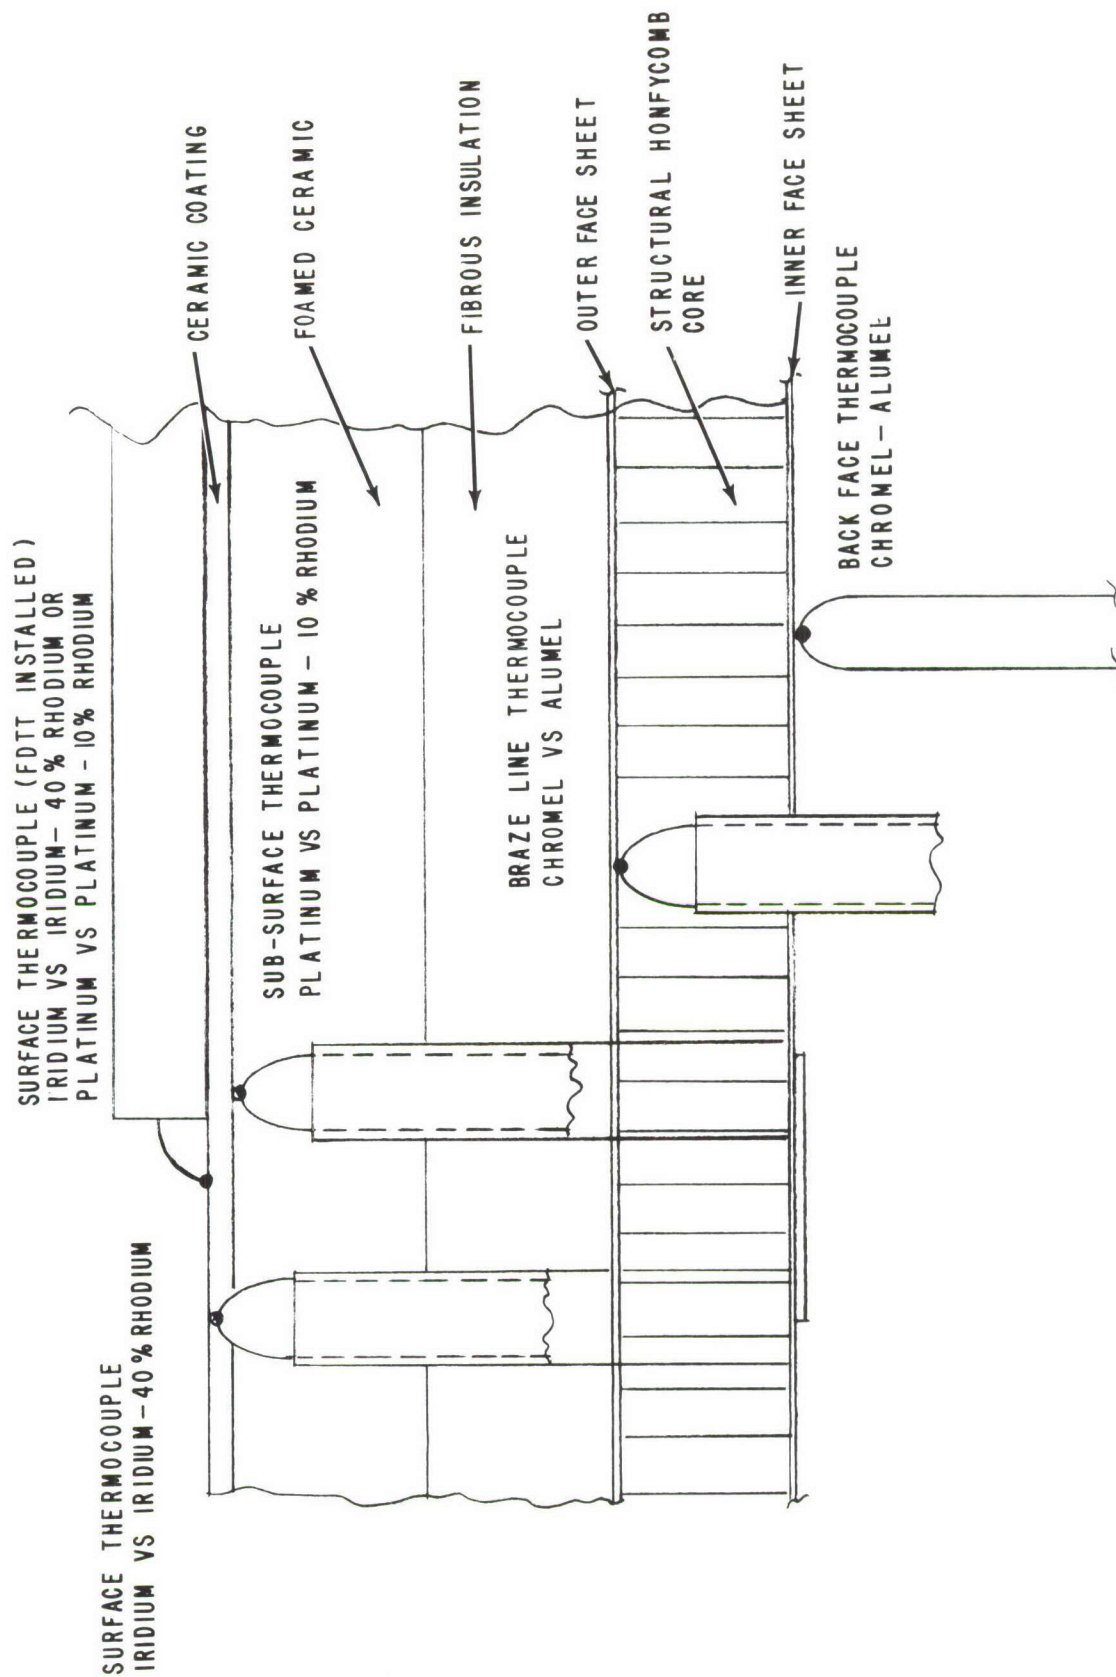 SURFACE THERMOCOUPLE
IRIDIUM VS IRIDIUM-40% RHODIUM
SURFACE THERMOCOUPLE (FDTT INSTALLED)
IRIDIUM VS IRIDIUM-40% RHODIUM OR
PLATINUM VS PLATINUM-10% RHODIUM
CERAMIC COATING
SUB-SURFACE THERMOCOUPLE
PLATINUM VS PLATINUM-10% RHODIUM
FOAMED CERAMIC
FIBROUS INSULATION
BRAZE LINE THERMOCOUPLE
CHROMEL VS ALUMEL
OUTER FACE SHEET
STRUCTURAL HONFYCOMB
CORE
INNER FACE SHEET
BACK FACE THERMOCOUPLE
CHROMEL-ALUMEL